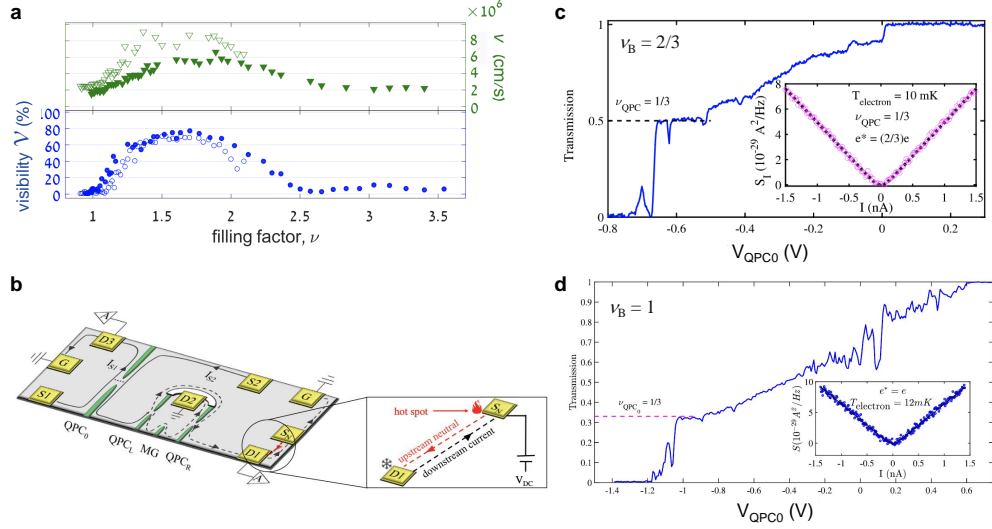 a
× 10⁶
8
6
4
2
0
v (cm/s)
visibility 𝒱 (%)
100
80
60
40
20
0
1
1.5
2
2.5
3
3.5
filling factor, ν
b
A
D3
G
S1
I_S1
I_S2
D2
S2
G
S_N
D1
A
QPC₀
QPC_L
MG
QPC_R
hot spot
S_N
upstream neutral
downstream current
D1
V_DC
c
ν_B = 2/3
1
0.5
0
Transmission
ν_QPC = 1/3
-0.8
-0.6
-0.4
-0.2
0
0.2
V_QPC0 (V)
T_electron = 10 mK
ν_QPC = 1/3
e* = (2/3)e
8
6
4
2
0
S_I (10⁻²⁹ A²/Hz)
-1.5
-1
-0.5
0
0.5
1
1.5
I (nA)
d
ν_B = 1
1
0.9
0.8
0.7
0.6
0.5
0.4
0.3
0.2
0.1
0
Transmission
ν_QPC₀ = 1/3
-1.4
-1.2
-1
-0.8
-0.6
-0.4
-0.2
0
0.2
0.4
0.6
V_QPC0 (V)
e* = e
T_electron = 12mK
10
5
0
S(10⁻²⁹ A²/Hz)
-1.5
-1
-0.5
0
0.5
1
1.5
I (nA)